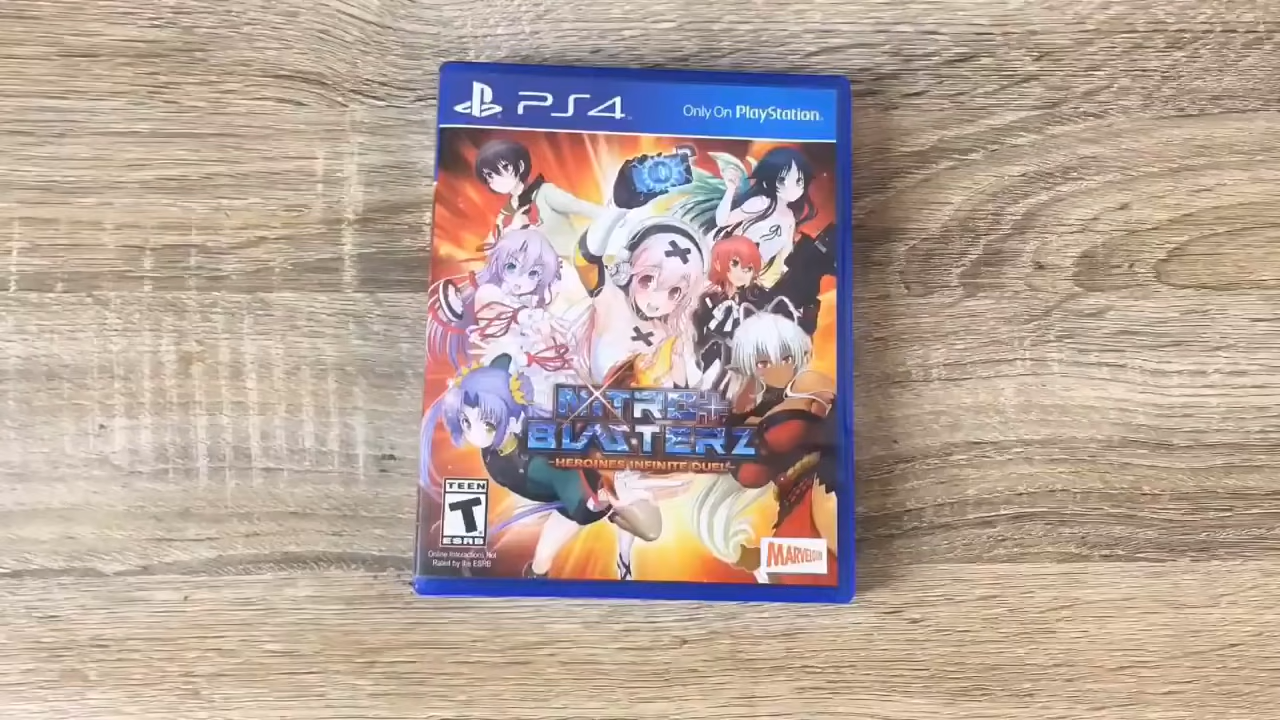 PS4
Only On PlayStation
NITRO+
BLASTERZ
-HEROINES INFINITE DUEL-
TEEN
T
ESRB
Online Interactions Not
Rated by the ESRB
MARVELOUS